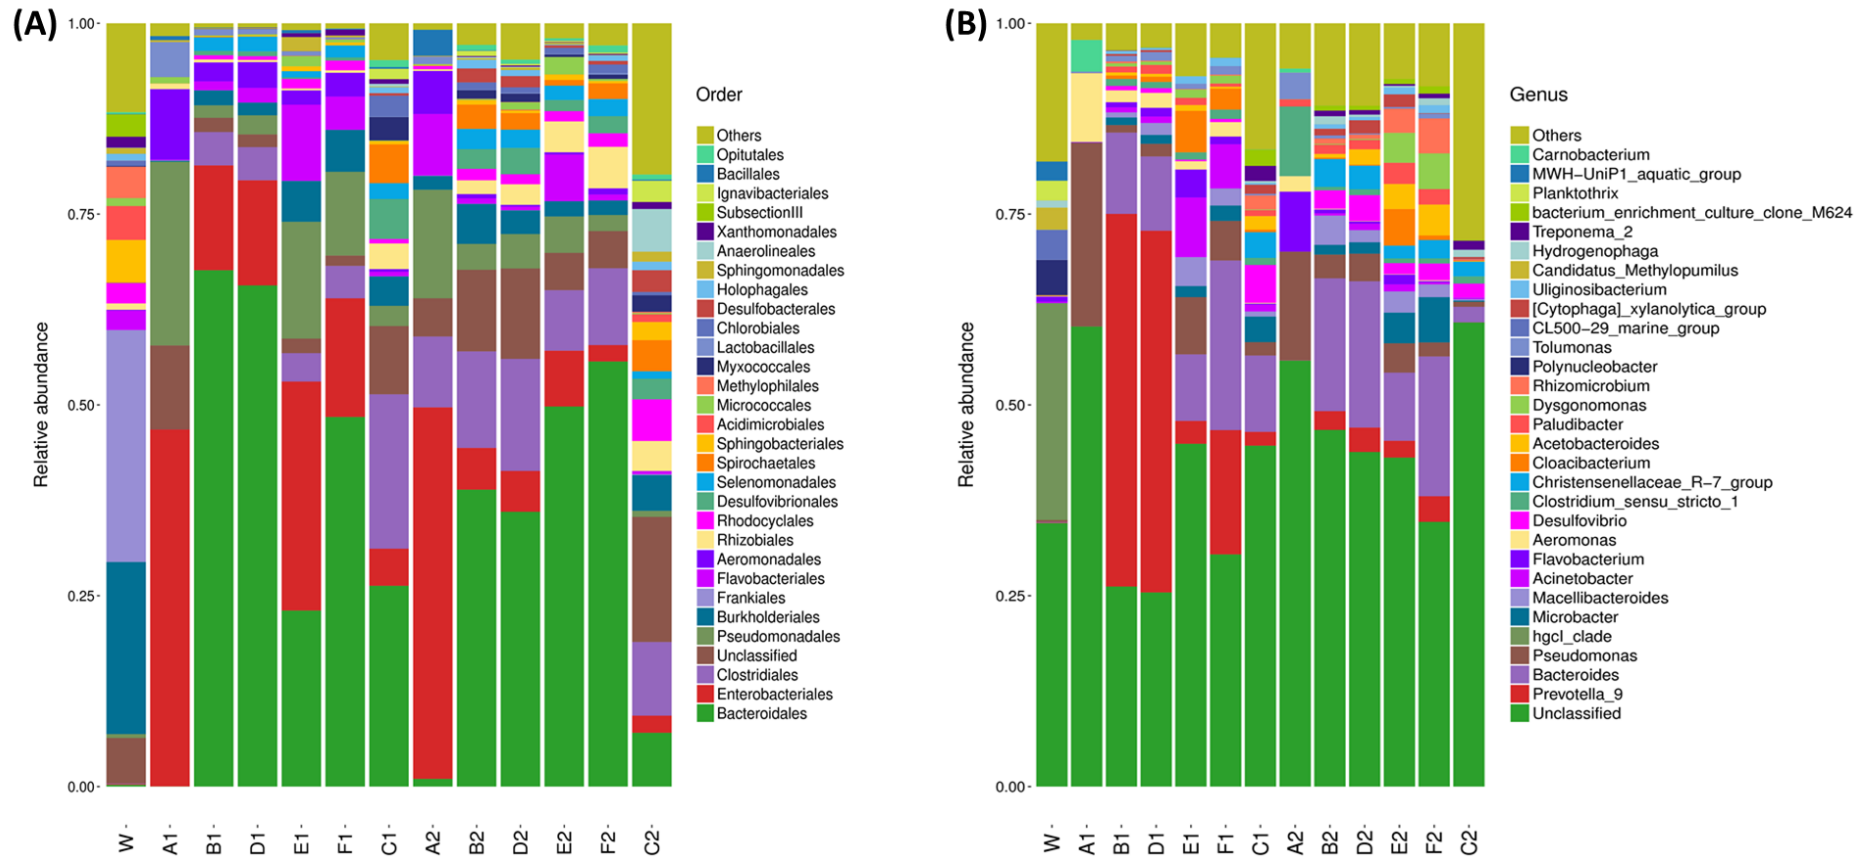 (A)
1.00
0.75
0.50
0.25
0.00
Relative abundance
W
A1
B1
D1
E1
F1
C1
A2
B2
D2
E2
F2
C2
Order
Others
Opitutales
Bacillales
Ignavibacteriales
SubsectionIII
Xanthomonadales
Anaerolineales
Sphingomonadales
Holophagales
Desulfobacterales
Chlorobiales
Lactobacillales
Myxococcales
Methylophilales
Micrococcales
Acidimicrobiales
Sphingobacteriales
Spirochaetales
Selenomonadales
Desulfovibrionales
Rhodocyclales
Rhizobiales
Aeromonadales
Flavobacteriales
Frankiales
Burkholderiales
Pseudomonadales
Unclassified
Clostridiales
Enterobacteriales
Bacteroidales
(B)
1.00
0.75
0.50
0.25
0.00
Relative abundance
W
A1
B1
D1
E1
F1
C1
A2
B2
D2
E2
F2
C2
Genus
Others
Carnobacterium
MWH−UniP1_aquatic_group
Planktothrix
bacterium_enrichment_culture_clone_M624
Treponema_2
Hydrogenophaga
Candidatus_Methylopumilus
Uliginosibacterium
[Cytophaga]_xylanolytica_group
CL500−29_marine_group
Tolumonas
Polynucleobacter
Rhizomicrobium
Dysgonomonas
Paludibacter
Acetobacteroides
Cloacibacterium
Christensenellaceae_R−7_group
Clostridium_sensu_stricto_1
Desulfovibrio
Aeromonas
Flavobacterium
Acinetobacter
Macellibacteroides
Microbacter
hgcI_clade
Pseudomonas
Bacteroides
Prevotella_9
Unclassified